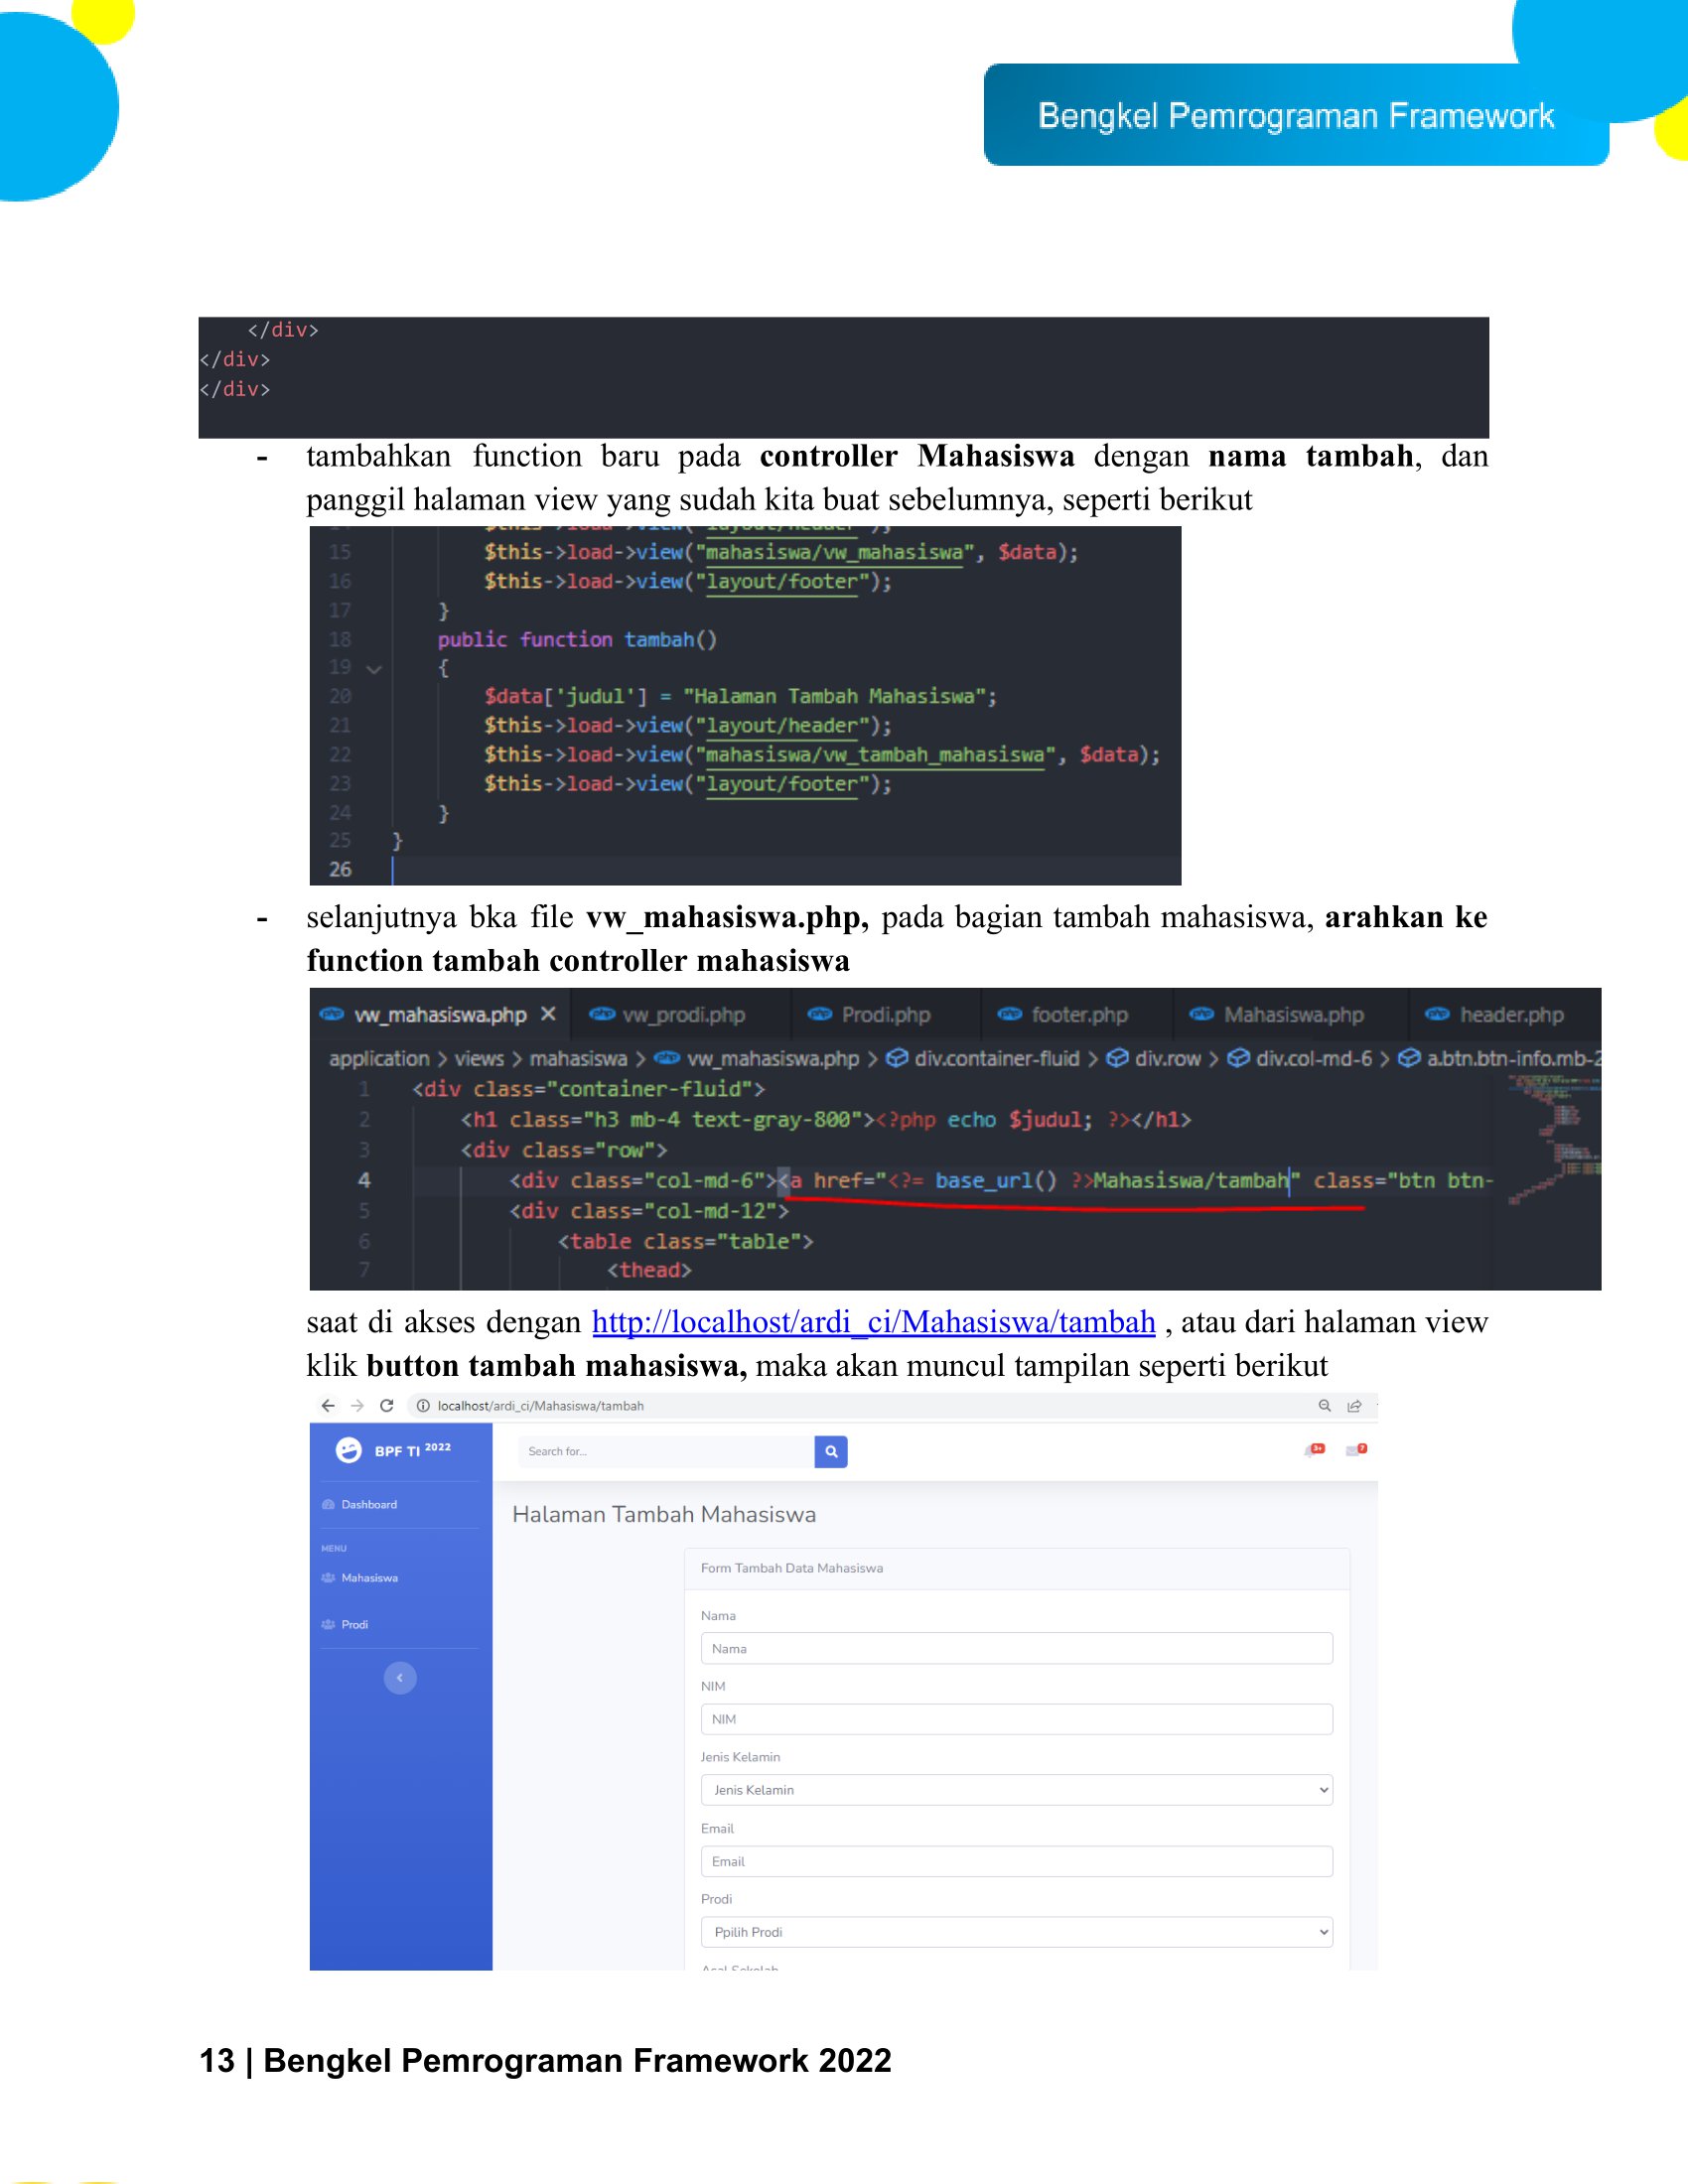 Bengkel Pemrograman Framework
</div>
</div>
</div>
- tambahkan function baru pada controller Mahasiswa dengan nama tambah, dan
panggil halaman view yang sudah kita buat sebelumnya, seperti berikut
15 $this->load->view("mahasiswa/vw_mahasiswa", $data);
16 $this->load->view("layout/footer");
17 }
18 public function tambah()
19 {
20 $data['judul'] = "Halaman Tambah Mahasiswa";
21 $this->load->view("layout/header");
22 $this->load->view("mahasiswa/vw_tambah_mahasiswa", $data);
23 $this->load->view("layout/footer");
24 }
25 }
26
- selanjutnya bka file vw_mahasiswa.php, pada bagian tambah mahasiswa, arahkan ke
function tambah controller mahasiswa
vw_mahasiswa.php × vw_prodi.php Prodi.php footer.php Mahasiswa.php header.php
application > views > mahasiswa > vw_mahasiswa.php > div.container-fluid > div.row > div.col-md-6 > a.btn.btn-info.mb-2
1 <div class="container-fluid">
2 <h1 class="h3 mb-4 text-gray-800"><?php echo $judul; ?></h1>
3 <div class="row">
4 <div class="col-md-6"><a href="<?= base_url() ?>Mahasiswa/tambah" class="btn btn-
5 <div class="col-md-12">
6 <table class="table">
7 <thead>
saat di akses dengan http://localhost/ardi_ci/Mahasiswa/tambah , atau dari halaman view
klik button tambah mahasiswa, maka akan muncul tampilan seperti berikut
localhost/ardi_ci/Mahasiswa/tambah
BPF TI 2022
Search for...
3+
7
Dashboard
Halaman Tambah Mahasiswa
MENU
Mahasiswa
Prodi
Form Tambah Data Mahasiswa
Nama
Nama
NIM
NIM
Jenis Kelamin
Jenis Kelamin
Email
Email
Prodi
Ppilih Prodi
Asal Sekolah
13 | Bengkel Pemrograman Framework 2022